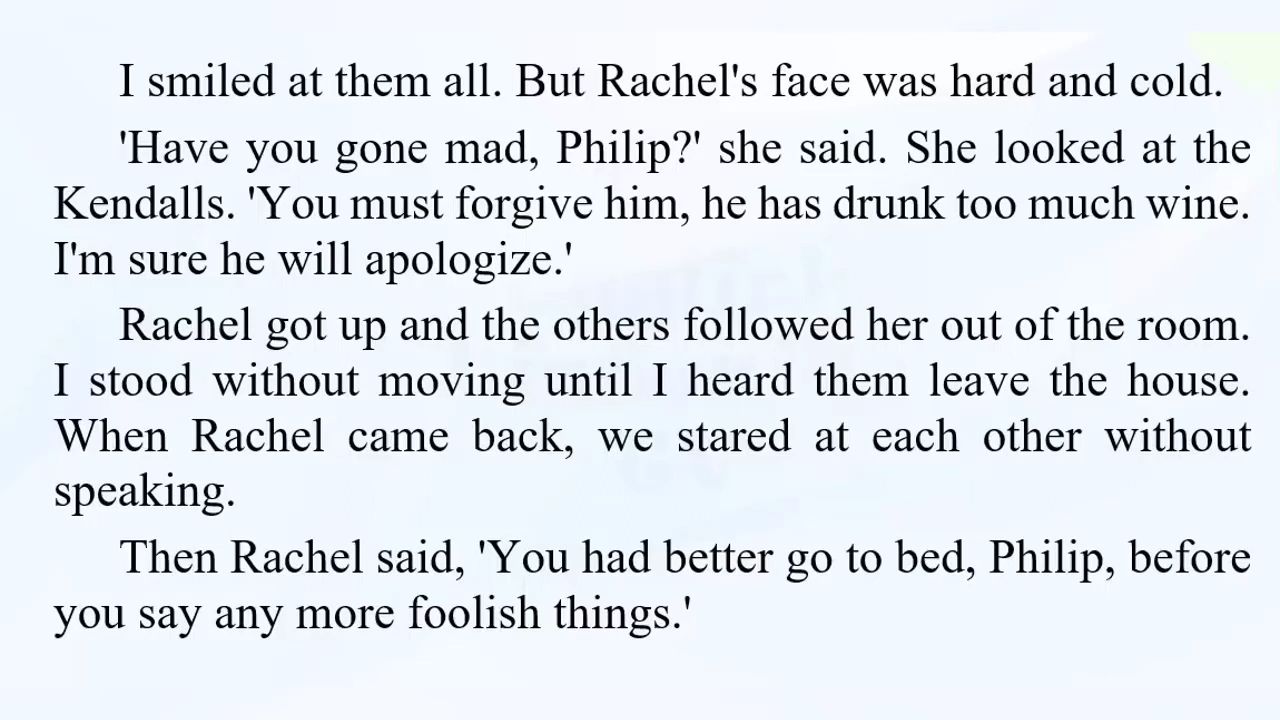 I smiled at them all. But Rachel's face was hard and cold.
'Have you gone mad, Philip?' she said. She looked at the
Kendalls. 'You must forgive him, he has drunk too much wine.
I'm sure he will apologize.'
Rachel got up and the others followed her out of the room.
I stood without moving until I heard them leave the house.
When Rachel came back, we stared at each other without
speaking.
Then Rachel said, 'You had better go to bed, Philip, before
you say any more foolish things.'